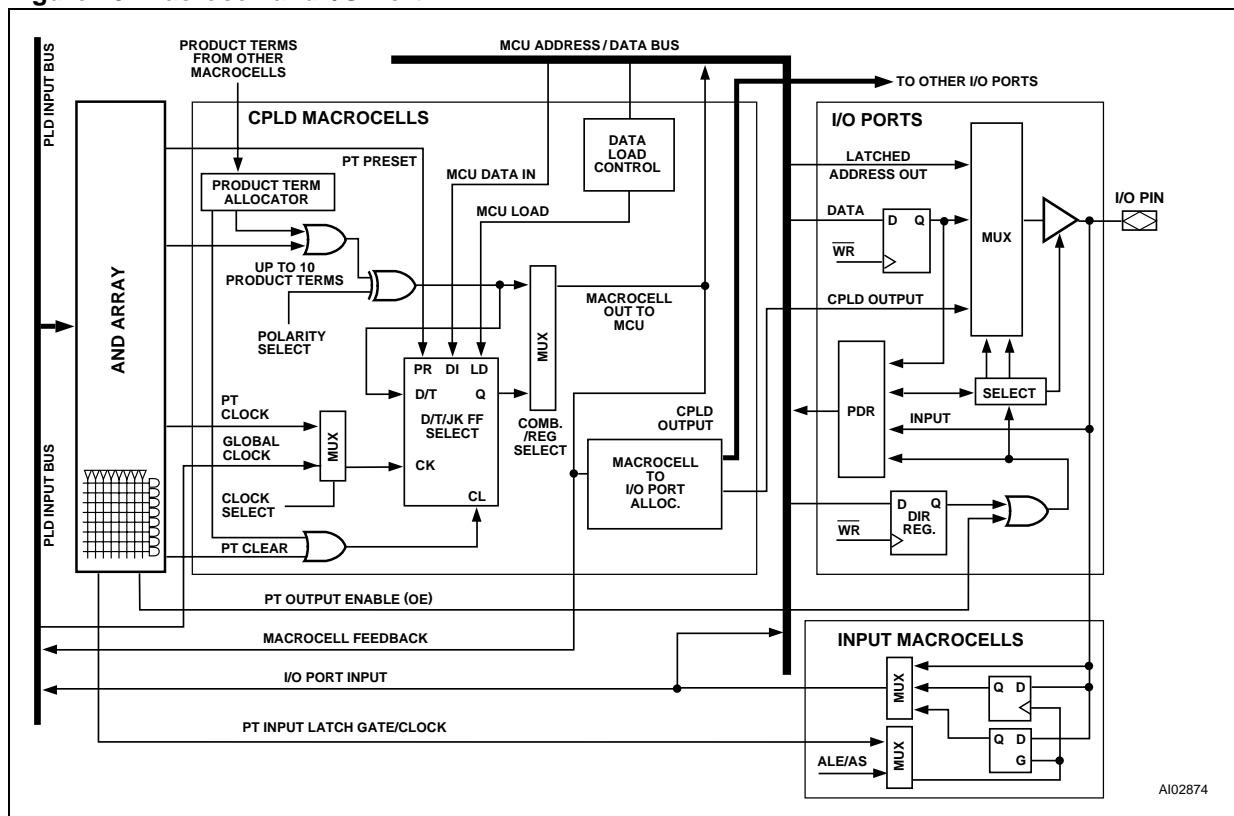 PRODUCT TERMS
FROM OTHER
MACROCELLS
MCU ADDRESS / DATA BUS
TO OTHER I/O PORTS
PLD INPUT BUS
CPLD MACROCELLS
I/O PORTS
PT PRESET
MCU DATA IN
DATA
LOAD
CONTROL
LATCHED
ADDRESS OUT
I/O PIN
PRODUCT TERM
ALLOCATOR
MCU LOAD
DATA
D Q
MUX
WR
AND ARRAY
UP TO 10
PRODUCT TERMS
MUX
MACROCELL
OUT TO
MCU
CPLD OUTPUT
POLARITY
SELECT
PR DI LD
D/T Q
D/T/JK FF
SELECT
COMB.
/REG
SELECT
PDR
SELECT
INPUT
PT
CLOCK
GLOBAL
CLOCK
MUX
CK
CPLD
OUTPUT
MACROCELL
TO
I/O PORT
ALLOC.
PLD INPUT BUS
CLOCK
SELECT
CL
D Q
DIR
REG.
WR
PT CLEAR
PT OUTPUT ENABLE (OE)
MACROCELL FEEDBACK
INPUT MACROCELLS
I/O PORT INPUT
MUX
Q D
PT INPUT LATCH GATE/CLOCK
MUX
Q D
G
ALE/AS
AI02874